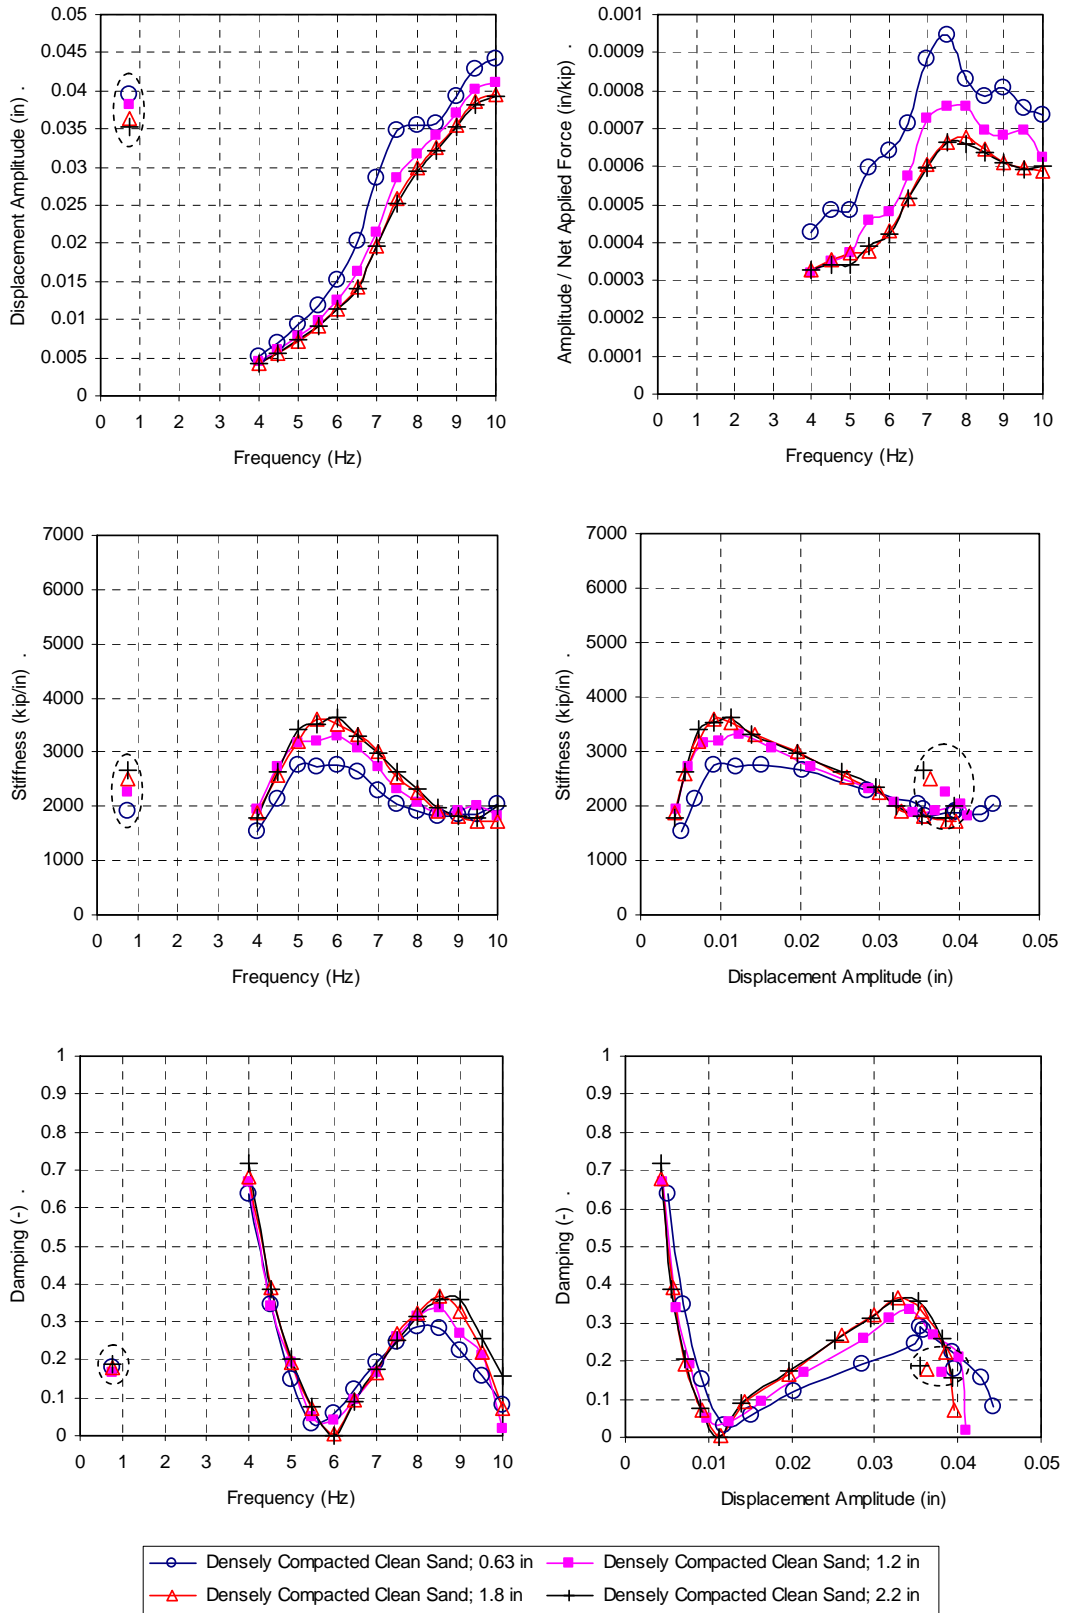 0.05
0.045
0.04
0.035
0.03
0.025
0.02
0.015
0.01
0.005
0
Displacement Amplitude (in) .
0 1 2 3 4 5 6 7 8 9 10
Frequency (Hz)
0.001
0.0009
0.0008
0.0007
0.0006
0.0005
0.0004
0.0003
0.0002
0.0001
0
Amplitude / Net Applied Force (in/kip) .
0 1 2 3 4 5 6 7 8 9 10
Frequency (Hz)
7000
6000
5000
4000
3000
2000
1000
0
Stiffness (kip/in) .
0 1 2 3 4 5 6 7 8 9 10
Frequency (Hz)
7000
6000
5000
4000
3000
2000
1000
0
Stiffness (kip/in) .
0 0.01 0.02 0.03 0.04 0.05
Displacement Amplitude (in)
1
0.9
0.8
0.7
0.6
0.5
0.4
0.3
0.2
0.1
0
Damping (-) .
0 1 2 3 4 5 6 7 8 9 10
Frequency (Hz)
1
0.9
0.8
0.7
0.6
0.5
0.4
0.3
0.2
0.1
0
Damping (-) .
0 0.01 0.02 0.03 0.04 0.05
Displacement Amplitude (in)
Densely Compacted Clean Sand; 0.63 in
Densely Compacted Clean Sand; 1.2 in
Densely Compacted Clean Sand; 1.8 in
Densely Compacted Clean Sand; 2.2 in